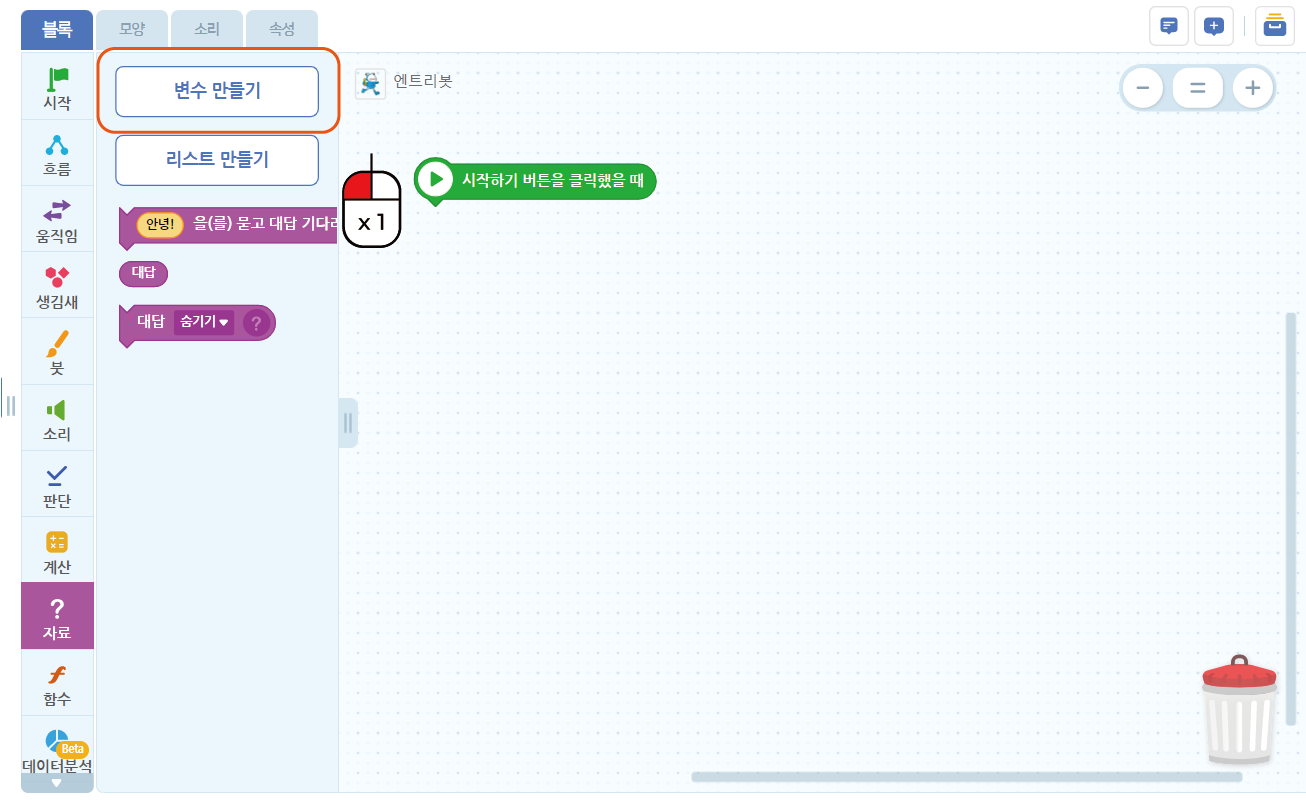 블록 모양 소리 속성
시작
흐름
움직임
생김새
붓
소리
판단
계산
?
자료
함수
Beta
데이터분석
변수 만들기
리스트 만들기
안녕! 을(를) 묻고 대답 기다리
대답
대답 숨기기 ?
엔트리봇
시작하기 버튼을 클릭했을 때
x 1